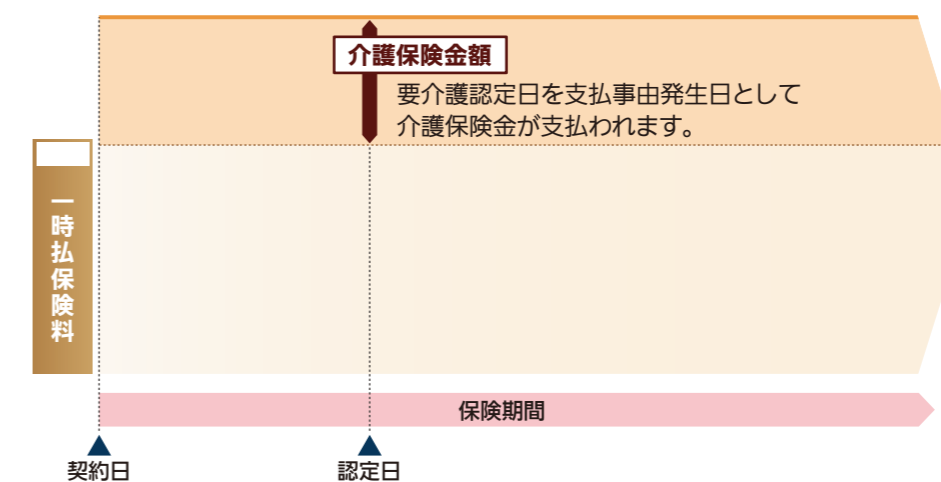 介護保険金額
要介護認定日を支払事由発生日として
介護保険金が支払われます。
一時払保険料
保険期間
契約日
認定日